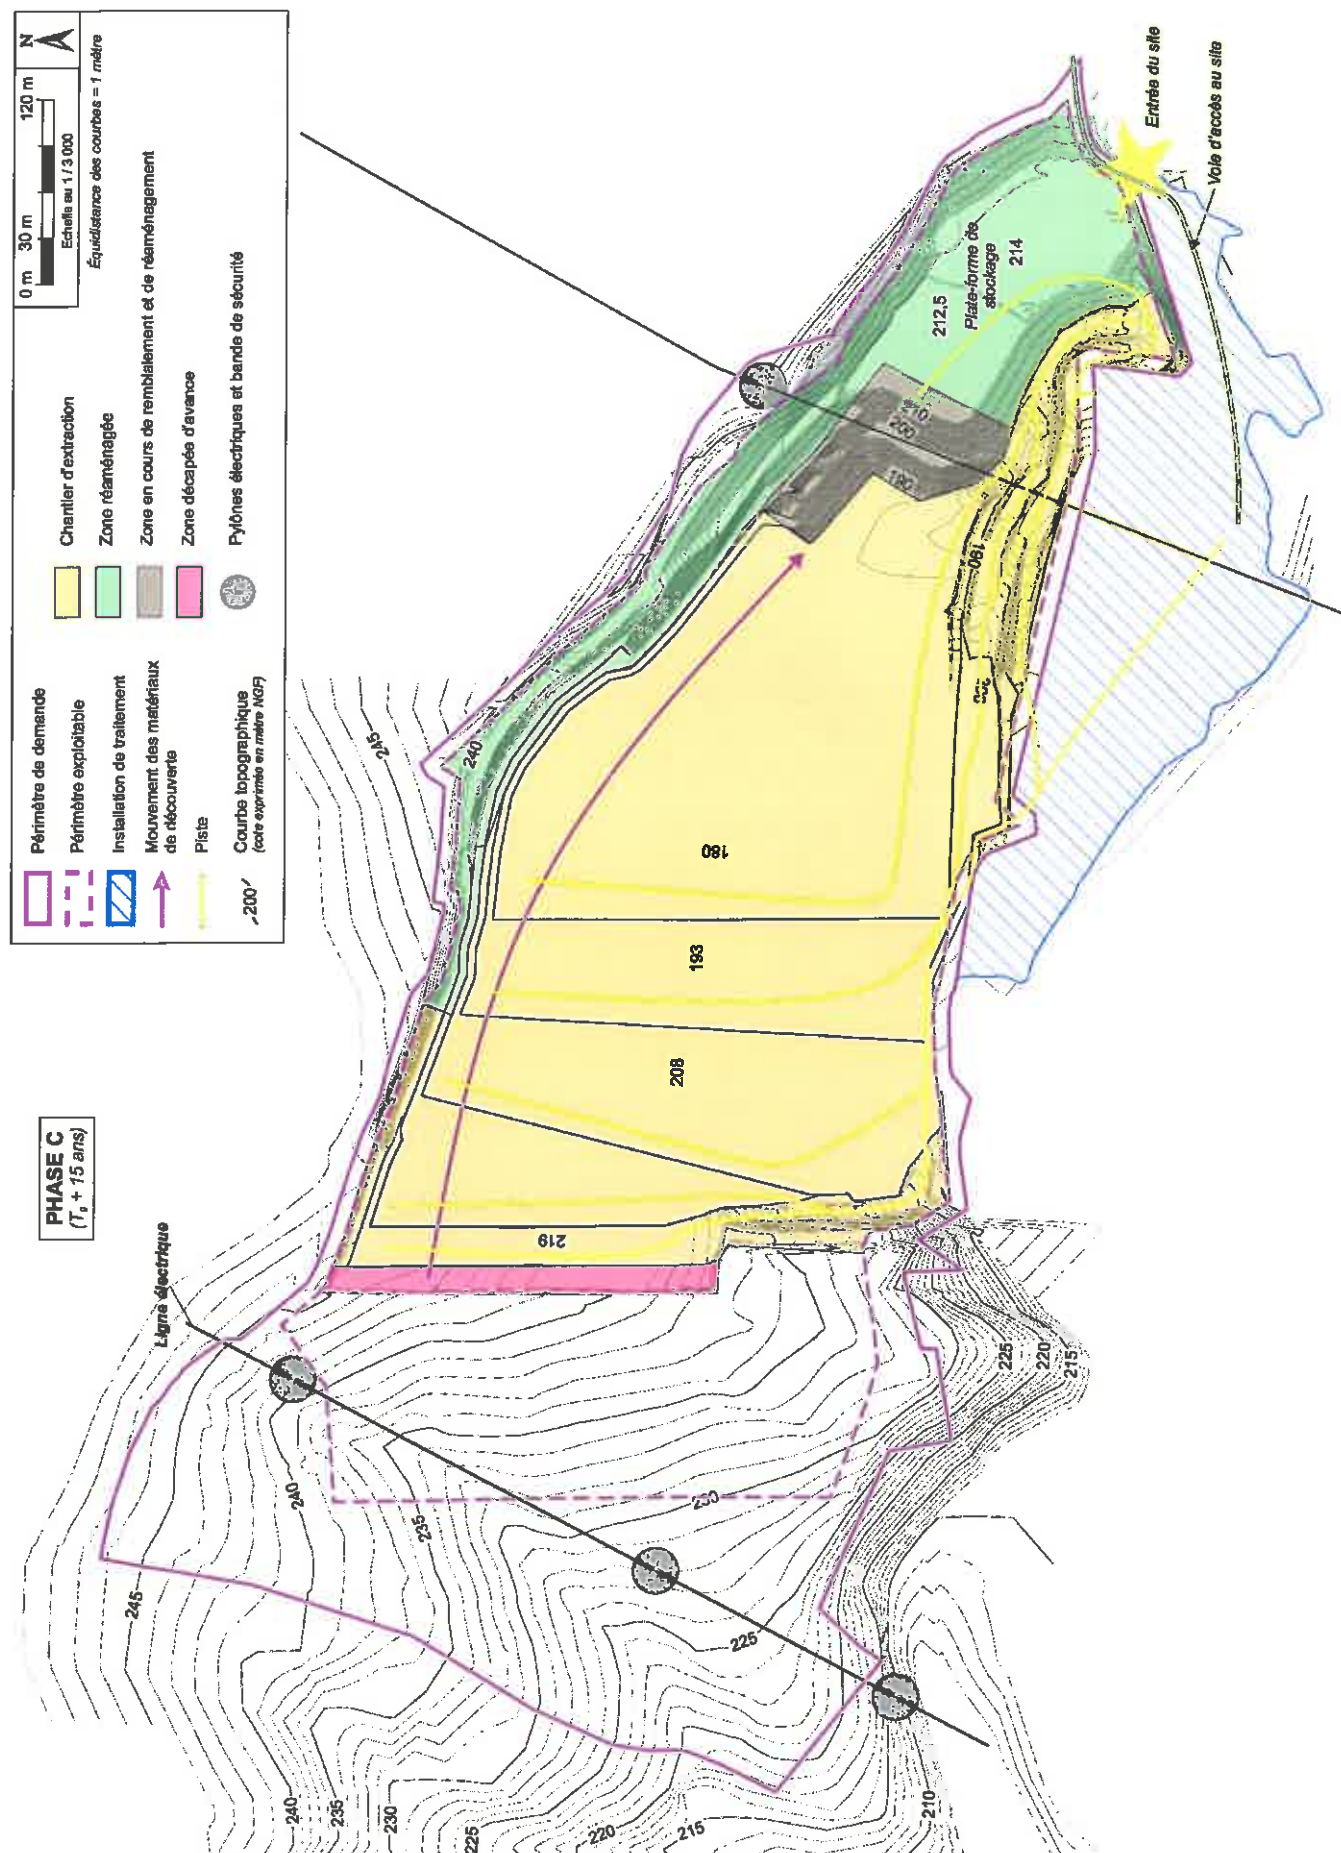 N
0 m 30 m 120 m
Echelle au 1 / 3 000
Équidistance des courbes = 1 mètre
Périmètre de demande
Périmètre exploitable
Installation de traitement
Mouvement des matériaux
de découverte
Piste
200
Courbe topographique
(cote exprimée en mètre NGF)
Chantier d'extraction
Zone réaménagée
Zone en cours de remblaiement et de réaménagement
Zone décapée d'avance
Pylônes électriques et bande de sécurité
PHASE C
(T₀ + 15 ans)
Ligne électrique
Entrée du site
Voie d'accès au site
Plate-forme de
stockage
214
212,5
210
200
190
190
200
180
193
208
219
240
245
245
240
235
230
225
225
220
215
240
235
230
225
220
215
210